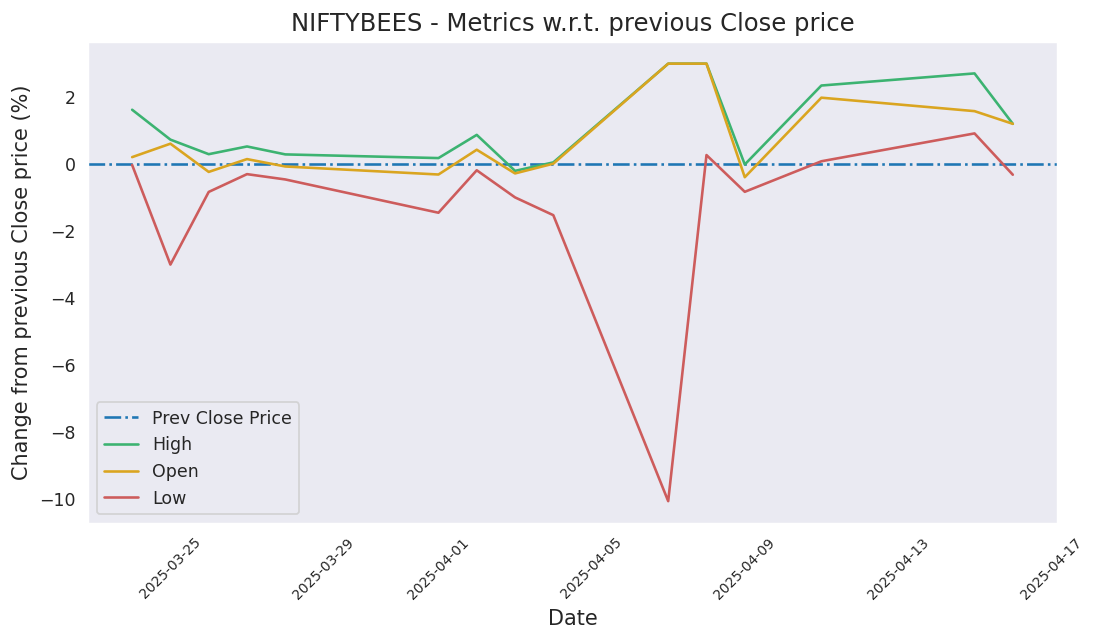 NIFTYBEES - Metrics w.r.t. previous Close price
Change from previous Close price (%)
2
0
−2
−4
−6
−8
−10
Prev Close Price
High
Open
Low
2025-03-25
2025-03-29
2025-04-01
2025-04-05
2025-04-09
2025-04-13
2025-04-17
Date